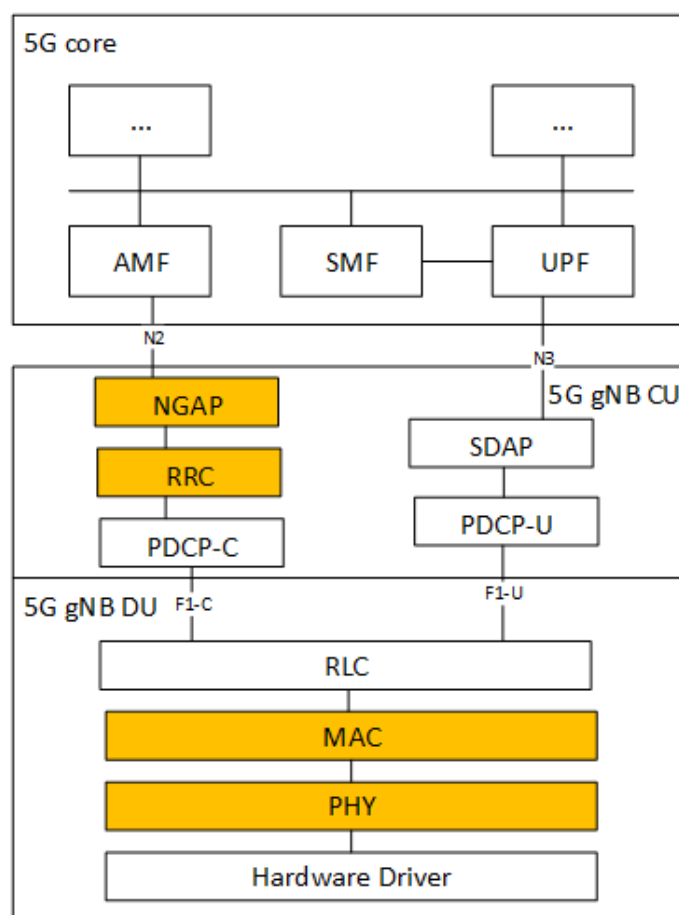 5G core
...
...
AMF
SMF
UPF
N2
N3
NGAP
5G gNB CU
SDAP
RRC
PDCP-U
PDCP-C
5G gNB DU
F1-C
F1-U
RLC
MAC
PHY
Hardware Driver